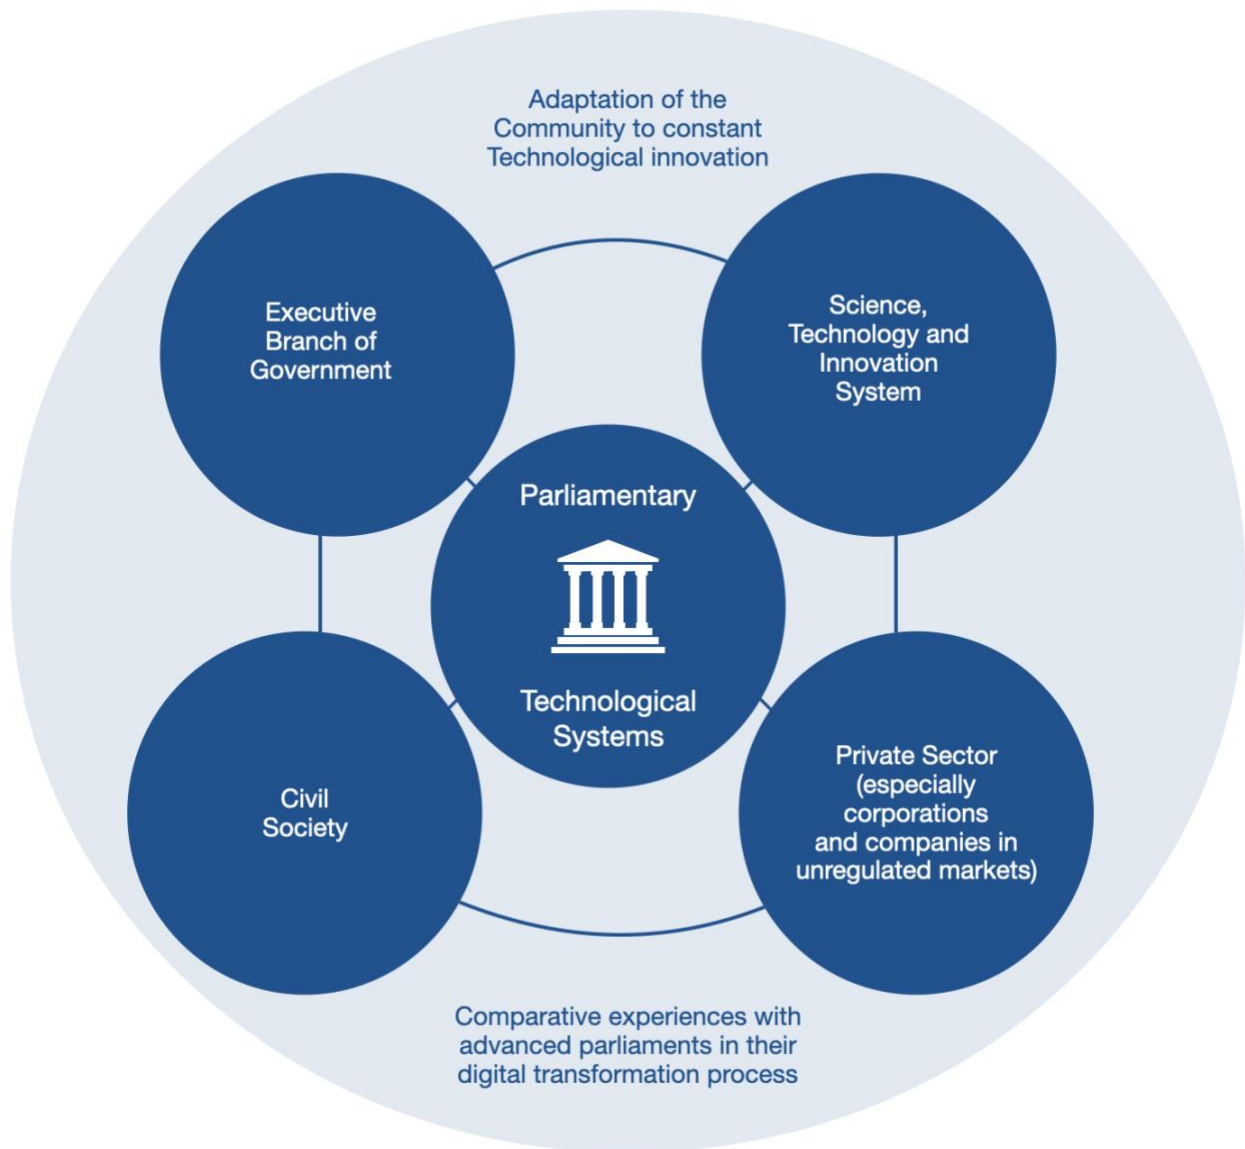 Adaptation of the
Community to constant
Technological innovation
Executive
Branch of
Government
Science,
Technology and
Innovation
System
Parliamentary
Technological
Systems
Civil
Society
Private Sector
(especially
corporations
and companies in
unregulated markets)
Comparative experiences with
advanced parliaments in their
digital transformation process